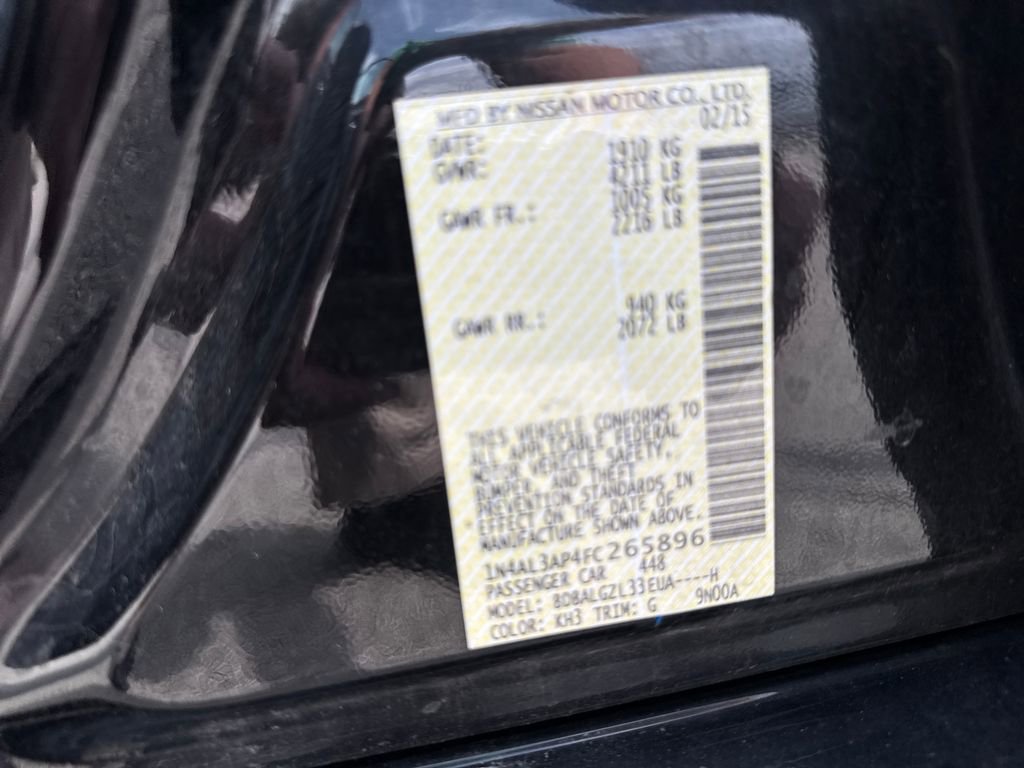 MFD BY NISSAN MOTOR CO., LTD.
DATE: 02/15
GVWR: 1910 KG
4211 LB
GAWR FR.: 1005 KG
2216 LB
GAWR RR.: 940 KG
2072 LB
THIS VEHICLE CONFORMS TO
ALL APPLICABLE FEDERAL
MOTOR VEHICLE SAFETY,
BUMPER, AND THEFT
PREVENTION STANDARDS IN
EFFECT ON THE DATE OF
MANUFACTURE SHOWN ABOVE.
1N4AL3AP4FC265896
PASSENGER CAR 448
MODEL: BDBALGZL33EUA----H
COLOR: KH3 TRIM: G 9N00A